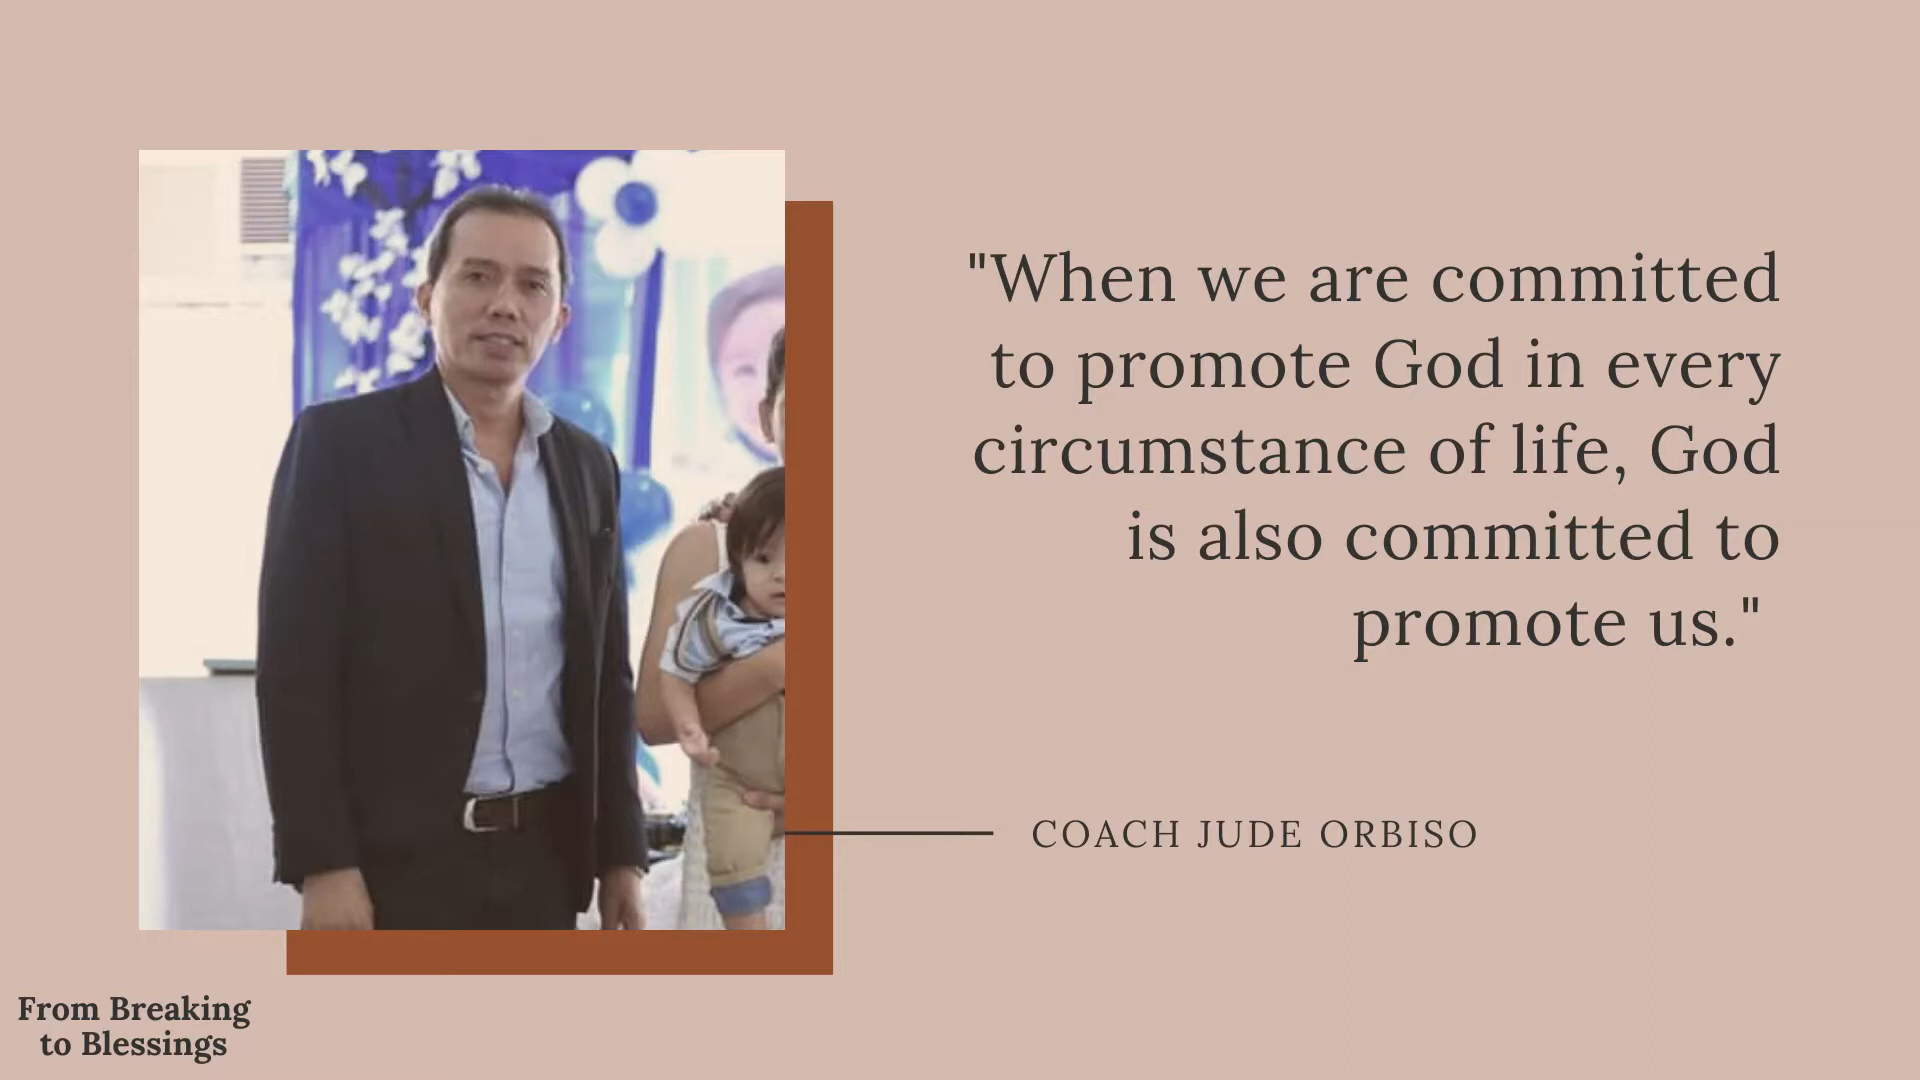 "When we are committed
to promote God in every
circumstance of life, God
is also committed to
promote us."
COACH JUDE ORBISO
From Breaking
to Blessings